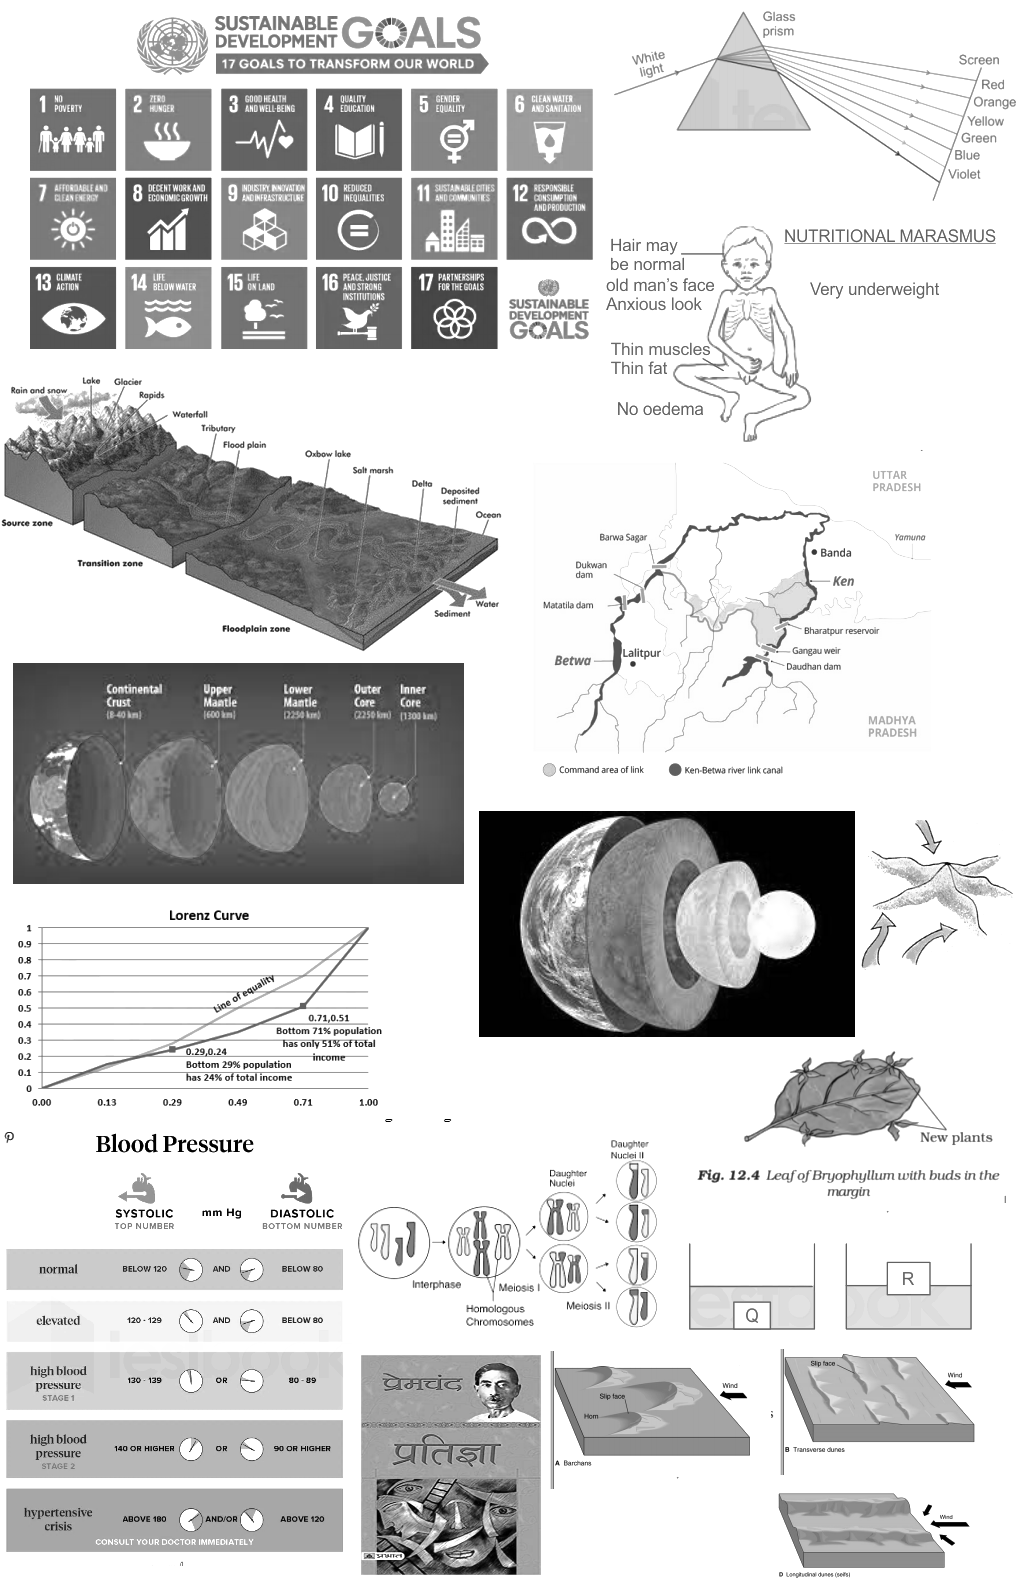 SUSTAINABLE
DEVELOPMENT GOALS
17 GOALS TO TRANSFORM OUR WORLD
1 NO
POVERTY
2 ZERO
HUNGER
3 GOOD HEALTH
AND WELL-BEING
4 QUALITY
EDUCATION
5 GENDER
EQUALITY
6 CLEAN WATER
AND SANITATION
7 AFFORDABLE AND
CLEAN ENERGY
8 DECENT WORK AND
ECONOMIC GROWTH
9 INDUSTRY, INNOVATION
AND INFRASTRUCTURE
10 REDUCED
INEQUALITIES
11 SUSTAINABLE CITIES
AND COMMUNITIES
12 RESPONSIBLE
CONSUMPTION
AND PRODUCTION
13 CLIMATE
ACTION
14 LIFE
BELOW WATER
15 LIFE
ON LAND
16 PEACE, JUSTICE
AND STRONG
INSTITUTIONS
17 PARTNERSHIPS
FOR THE GOALS
SUSTAINABLE
DEVELOPMENT
GOALS
Glass
prism
White
light
Screen
Red
Orange
Yellow
Green
Blue
Violet
NUTRITIONAL MARASMUS
Hair may
be normal
old man's face
Anxious look
Very underweight
Thin muscles
Thin fat
No oedema
Rain and snow
Lake
Glacier
Rapids
Waterfall
Tributary
Flood plain
Oxbow lake
Salt marsh
Delta
Deposited
sediment
Ocean
Source zone
Transition zone
Floodplain zone
Water
Sediment
UTTAR
PRADESH
Yamuna
Barwa Sagar
Banda
Dukwan
dam
Ken
Matatila dam
Bharatpur reservoir
Gangau weir
Lalitpur
Betwa
Daudhan dam
MADHYA
PRADESH
Command area of link
Ken-Betwa river link canal
Continental
Crust
(8-40 km)
Upper
Mantle
(600 km)
Lower
Mantle
(2250 km)
Outer
Core
(2250 km)
Inner
Core
(1300 km)
Lorenz Curve
1
0.9
0.8
0.7
0.6
0.5
0.4
0.3
0.2
0.1
0
Line of equality
0.71,0.51
Bottom 71% population
has only 51% of total
income
0.29,0.24
Bottom 29% population
has 24% of total income
0.00 0.13 0.29 0.49 0.71 1.00
New plants
Fig. 12.4 Leaf of Bryophyllum with buds in the
margin
Blood Pressure
SYSTOLIC
TOP NUMBER
mm Hg
DIASTOLIC
BOTTOM NUMBER
normal BELOW 120 AND BELOW 80
elevated 120 - 129 AND BELOW 80
high blood
pressure
STAGE 1
130 - 139 OR 80 - 89
high blood
pressure
STAGE 2
140 OR HIGHER OR 90 OR HIGHER
hypertensive
crisis
ABOVE 180 AND/OR ABOVE 120
CONSULT YOUR DOCTOR IMMEDIATELY
Daughter
Nuclei II
Daughter
Nuclei
Interphase
Meiosis I
Homologous
Chromosomes
Meiosis II
Q
R
प्रेमचंद
प्रतिज्ञा
Slip face
Horn
Wind
A Barchans
Slip face
Wind
B Transverse dunes
Wind
D Longitudinal dunes (seifs)